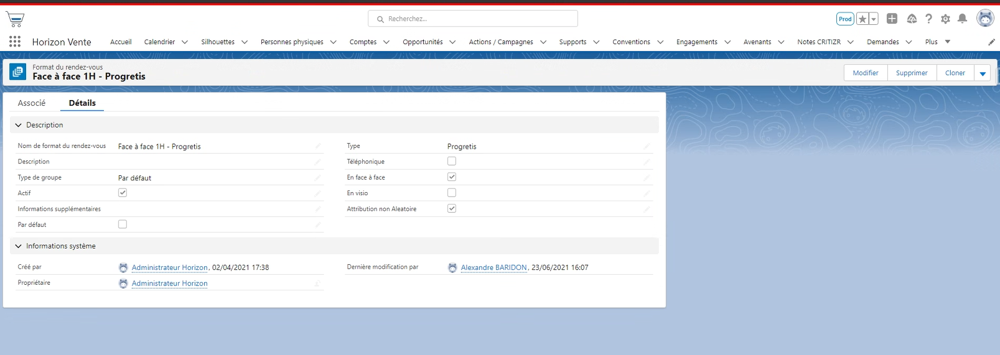 Recherchez...
Prod
Horizon Vente Accueil Calendrier Silhouettes Personnes physiques Comptes Opportunités Actions / Campagnes Supports Conventions Engagements Avenants Notes CRITIZR Demandes Plus
Format du rendez-vous
Face à face 1H - Progretis
Modifier Supprimer Cloner
Associé Détails
Description
Nom de format du rendez-vous Face à face 1H - Progretis Type Progretis
Description Téléphonique
Type de groupe Par défaut En face à face
Actif En visio
Informations supplémentaires Attribution non Aleatoire
Par défaut
Informations système
Créé par Administrateur Horizon, 02/04/2021 17:38 Dernière modification par Alexandre BARIDON, 23/06/2021 16:07
Propriétaire Administrateur Horizon